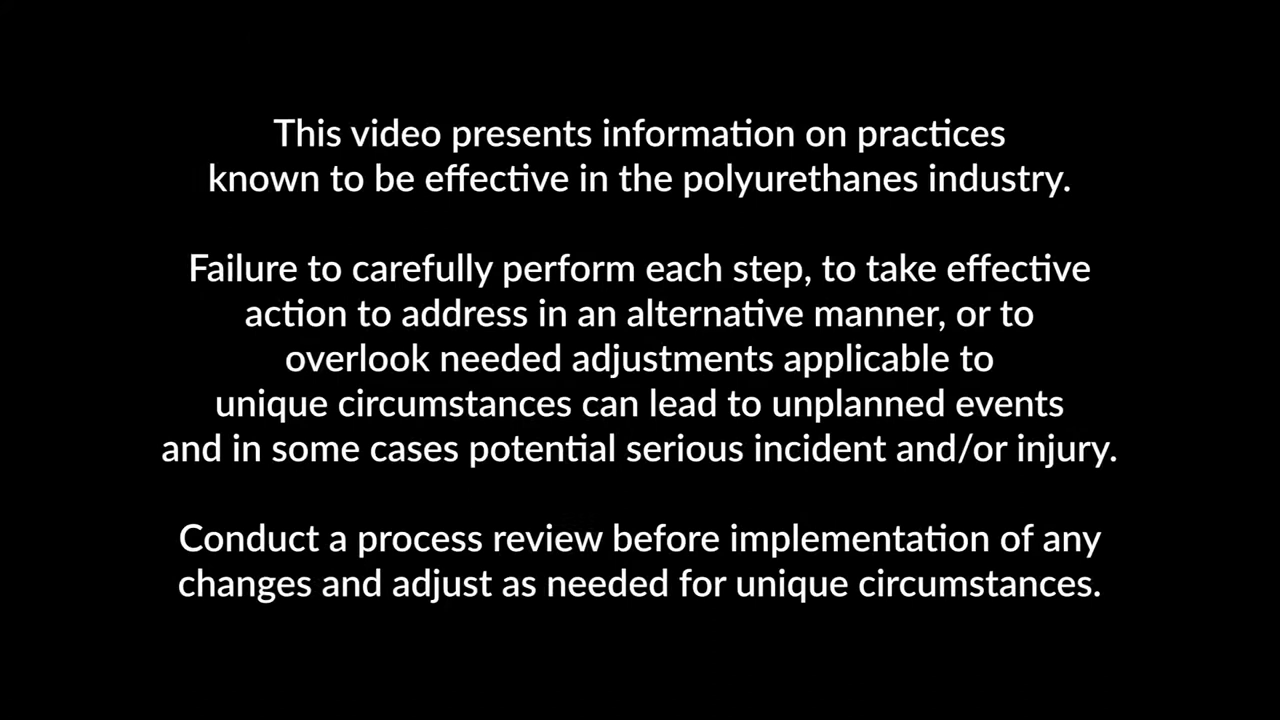 This video presents information on practices
known to be effective in the polyurethanes industry.
Failure to carefully perform each step, to take effective
action to address in an alternative manner, or to
overlook needed adjustments applicable to
unique circumstances can lead to unplanned events
and in some cases potential serious incident and/or injury.
Conduct a process review before implementation of any
changes and adjust as needed for unique circumstances.